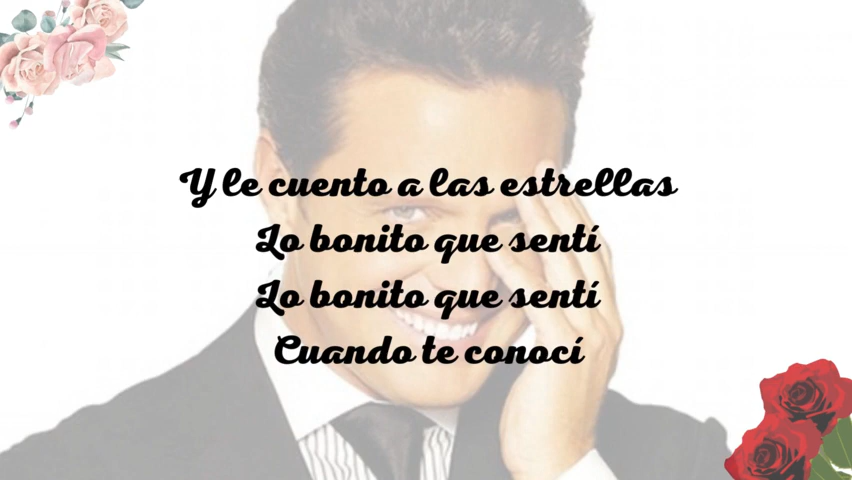 Y le cuento a las estrellas
Lo bonito que sentí
Lo bonito que sentí
Cuando te conocí